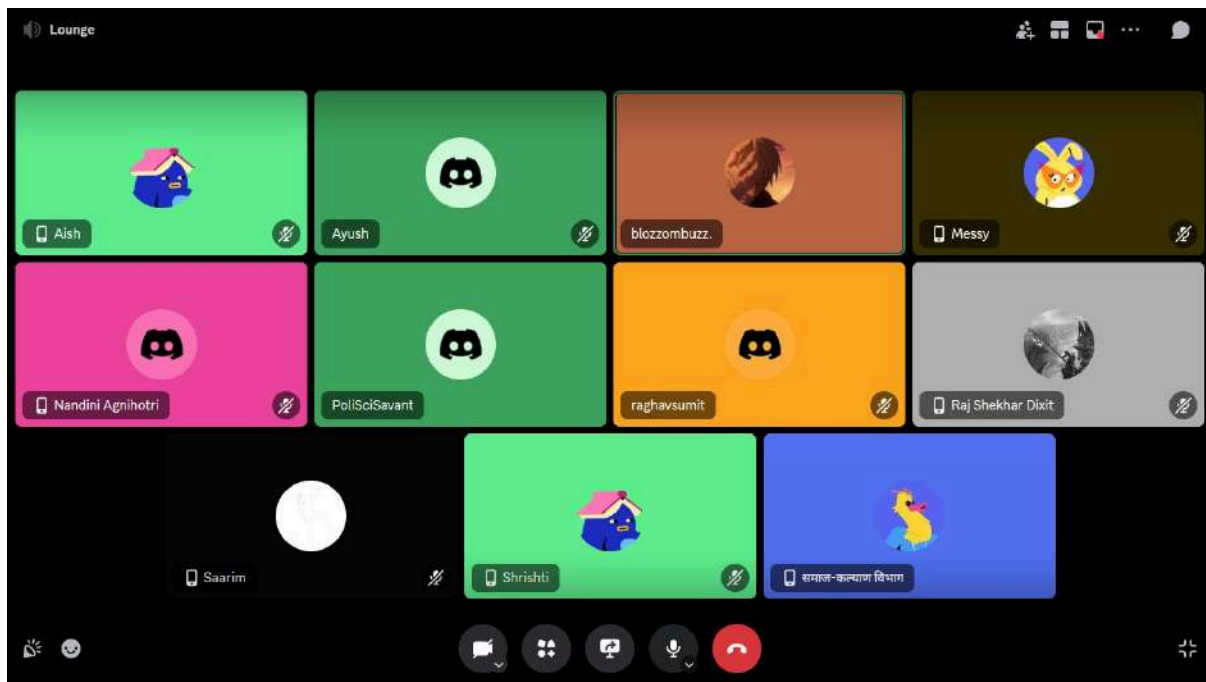 Lounge
Aish
Ayush
blozzombuzz.
Messy
Nandini Agnihotri
PoliSciSavant
raghavsumit
Raj Shekhar Dixit
Saarim
Shrishti
समाज-कल्याण विभाग